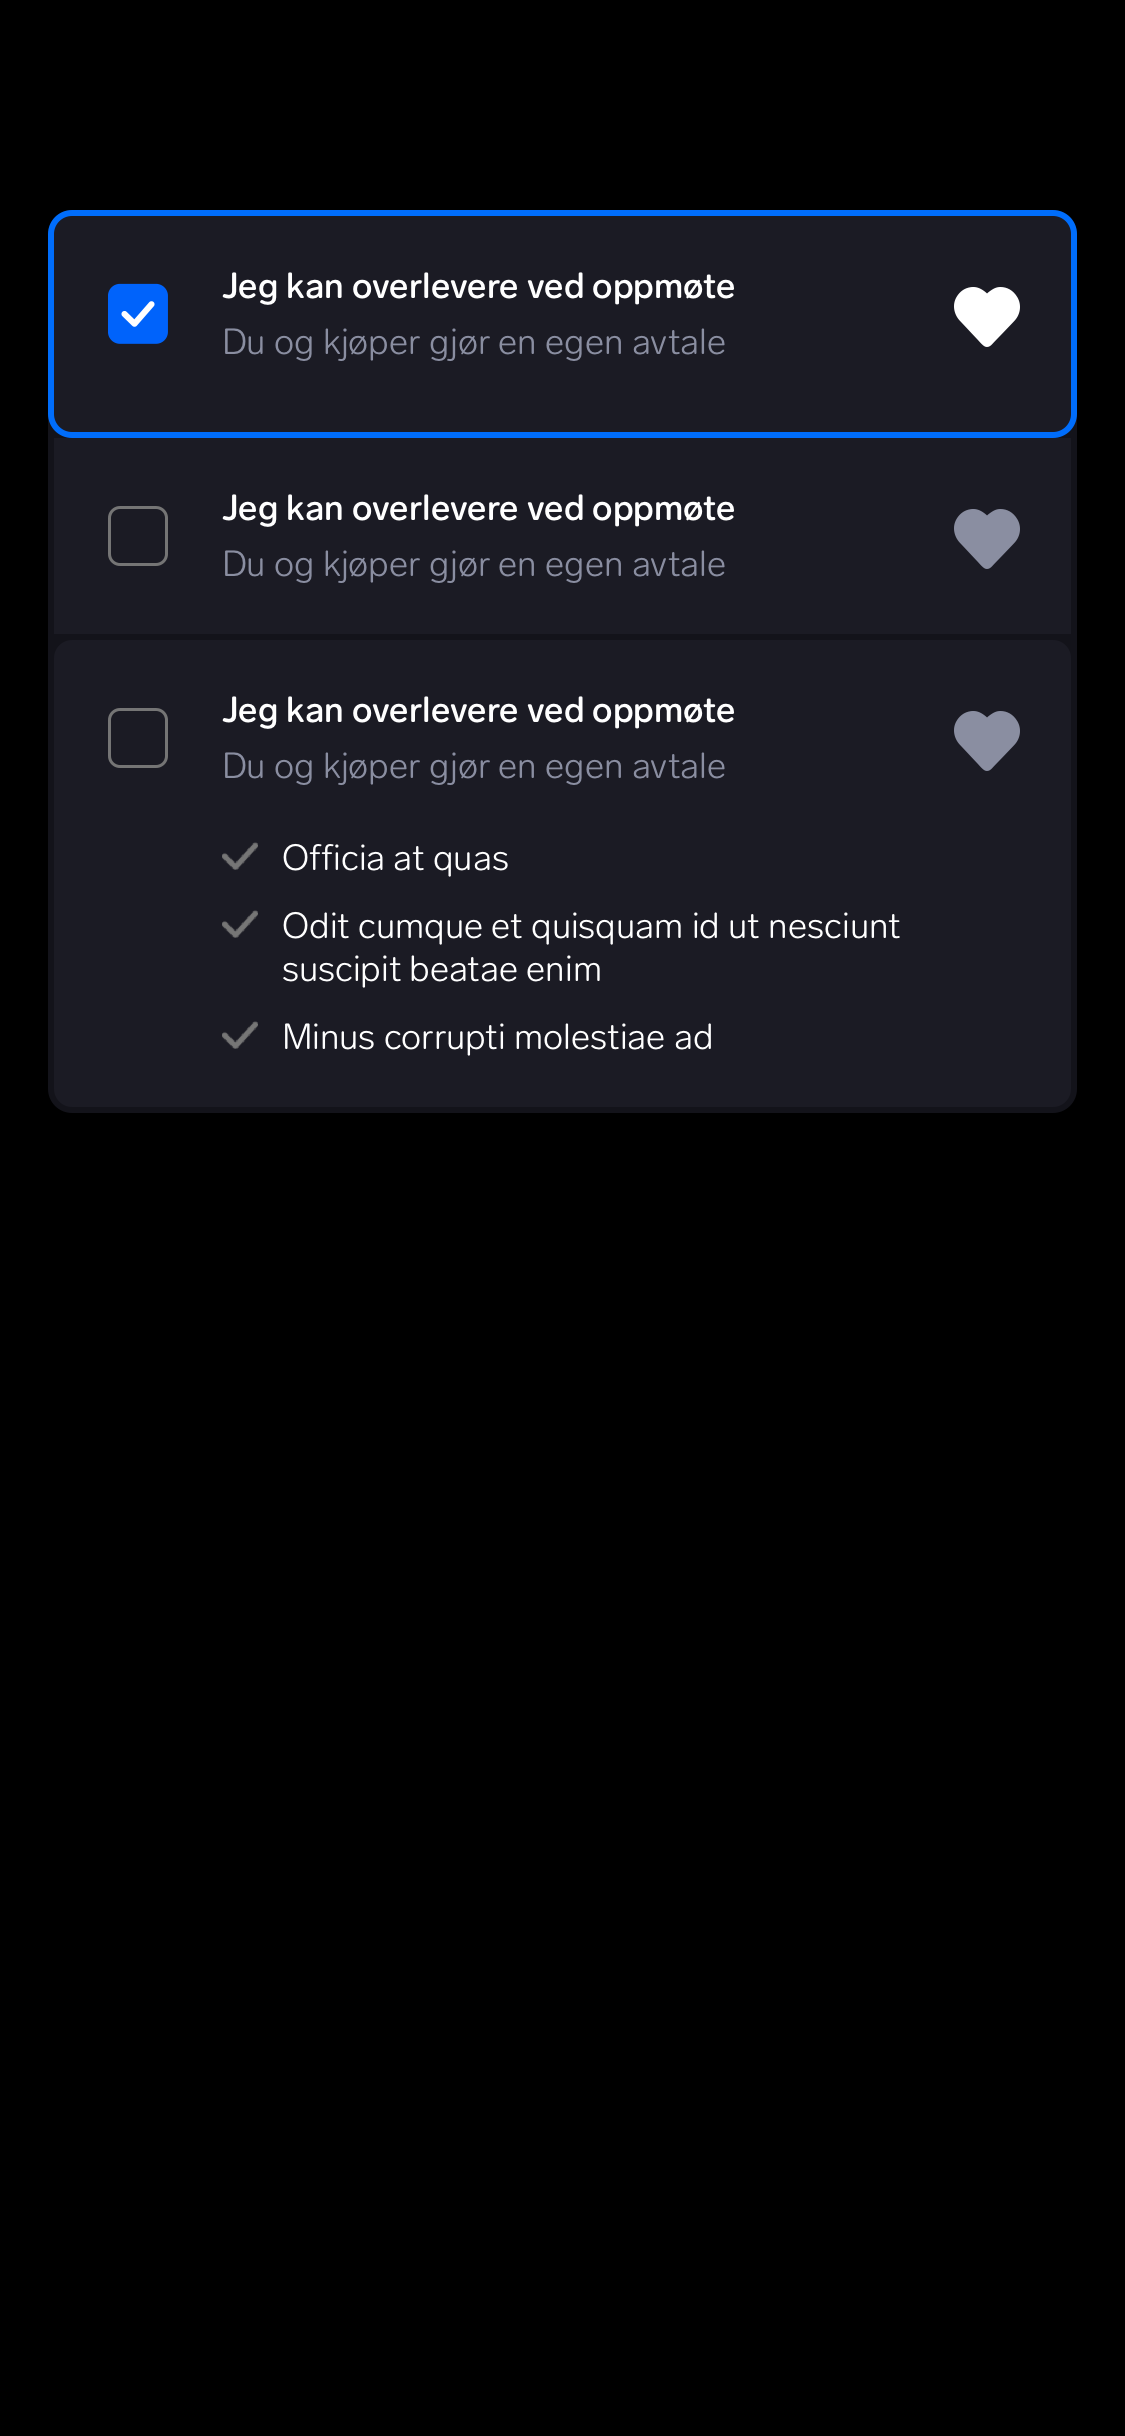 Jeg kan overlevere ved oppmøte
Du og kjøper gjør en egen avtale
Jeg kan overlevere ved oppmøte
Du og kjøper gjør en egen avtale
Jeg kan overlevere ved oppmøte
Du og kjøper gjør en egen avtale
Officia at quas
Odit cumque et quisquam id ut nesciunt
suscipit beatae enim
Minus corrupti molestiae ad